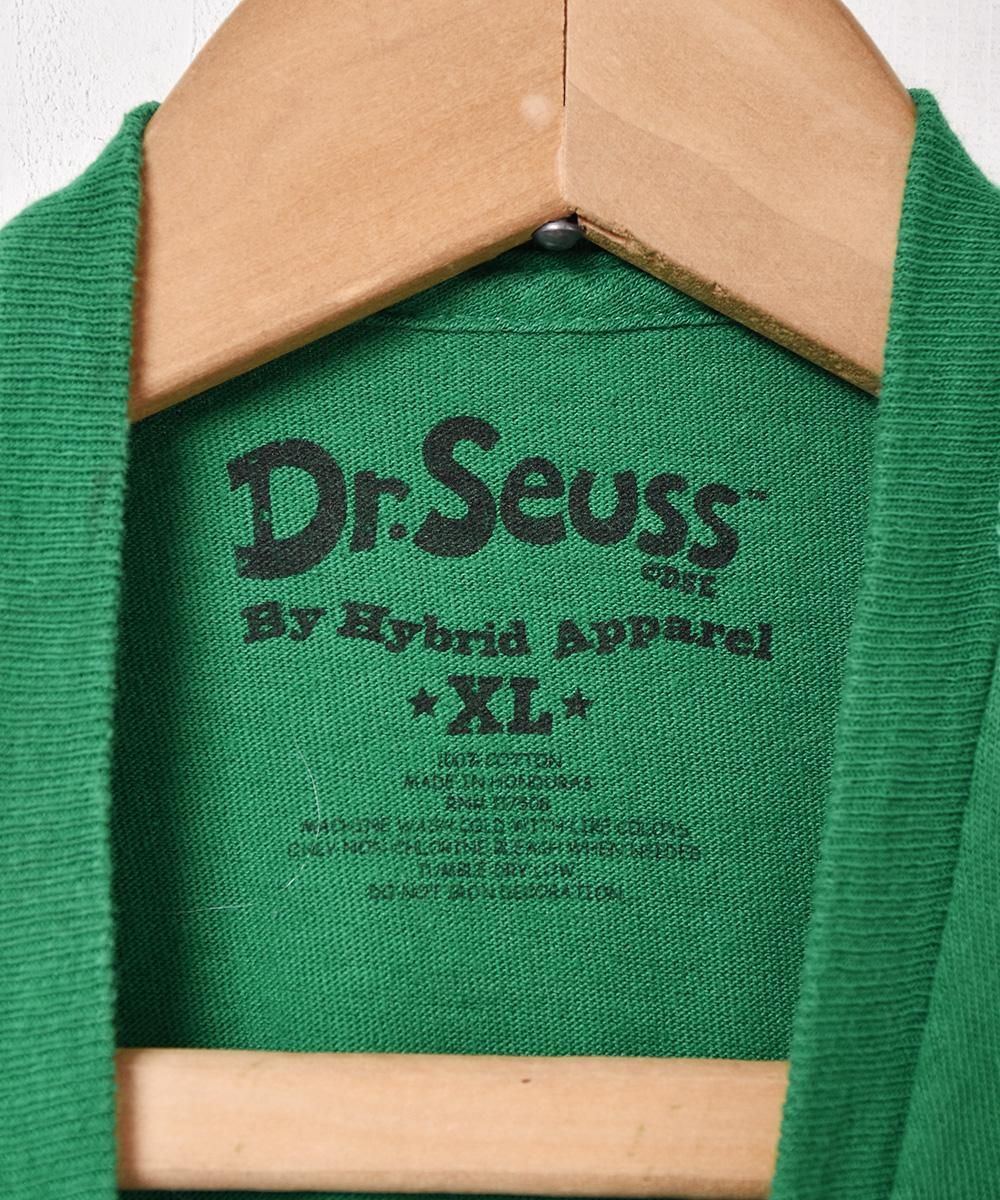 Dr. Seuss™
©DSE
By Hybrid Apparel
★XL★
100% COTTON
MADE IN HONDURAS
RN#
MACHINE WASH COLD WITH LIKE COLORS
ONLY NON-CHLORINE BLEACH WHEN NEEDED
TUMBLE DRY LOW
DO NOT IRON DECORATION